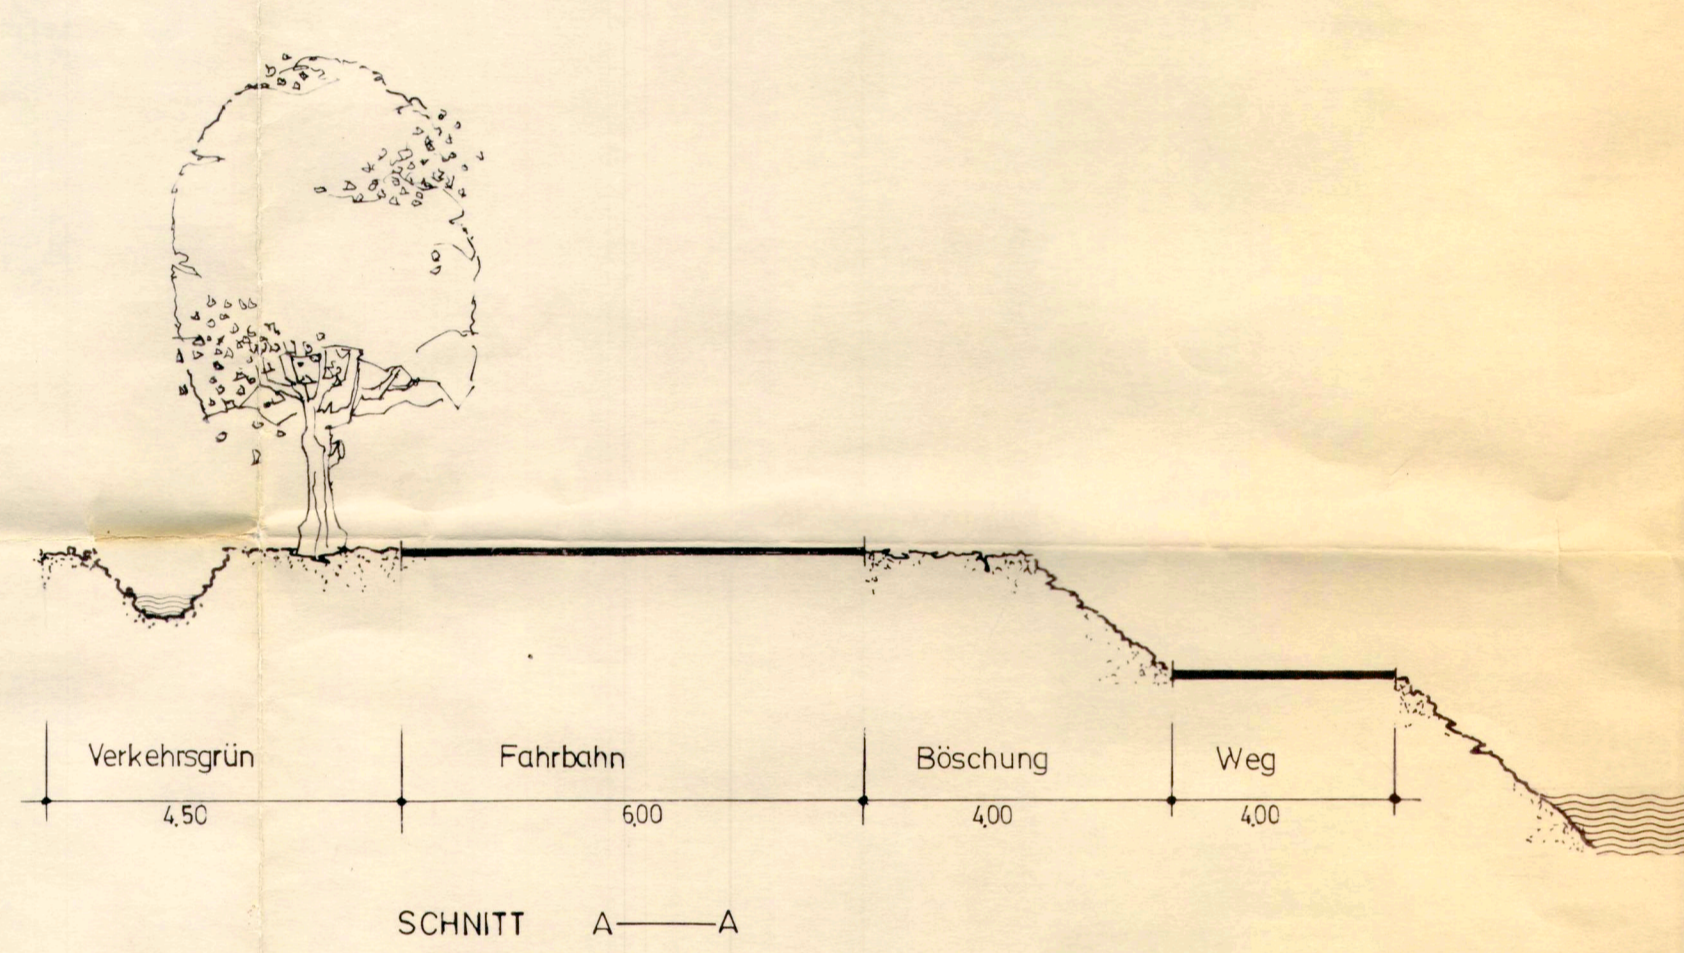 Verkehrsgrün Fahrbahn Böschung Weg
4.50 6,00 4,00 4,00
SCHNITT A A